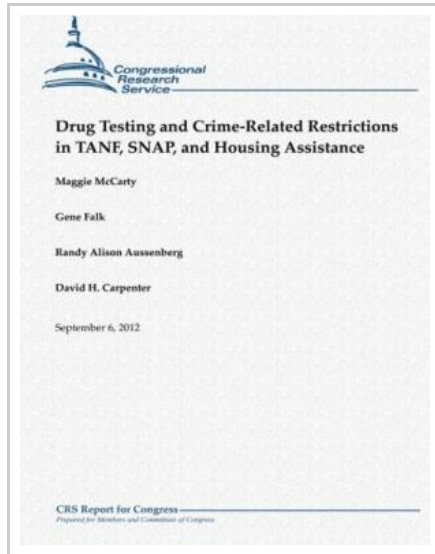 Congressional
Research
Service
Drug Testing and Crime-Related Restrictions
in TANF, SNAP, and Housing Assistance
Maggie McCarty
Gene Falk
Randy Alison Aussenberg
David H. Carpenter
September 6, 2012
CRS Report for Congress
Prepared for Members and Committees of Congress